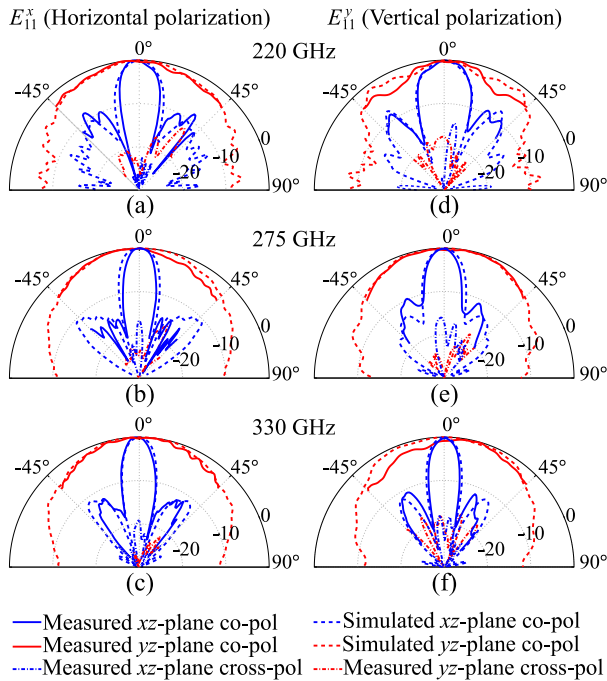 E_{11}^{x} (Horizontal polarization) E_{11}^{y} (Vertical polarization)
0° 220 GHz 0°
-45° 45° -45° 45°
0 0
-10 -10
-20 -20
90° 90°
(a) (d)
0° 275 GHz 0°
-45° 45° -45° 45°
0 0
-10 -10
-20 -20
90° 90°
(b) (e)
0° 330 GHz 0°
-45° 45° -45° 45°
0 0
-10 -10
-20 -20
90° 90°
(c) (f)
Measured xz-plane co-pol Simulated xz-plane co-pol
Measured yz-plane co-pol Simulated yz-plane co-pol
Measured xz-plane cross-pol Measured yz-plane cross-pol